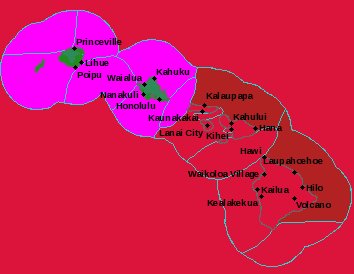 Princeville
Lihue
Poipu
Kahuku
Waialua
Nanakuli
Honolulu
Kalaupapa
Kaunakakai
Kahului
Lanai City
Hana
Kihei
Hawi
Laupahoehoe
Waikoloa Village
Hilo
Kailua
Kealakekua
Volcano